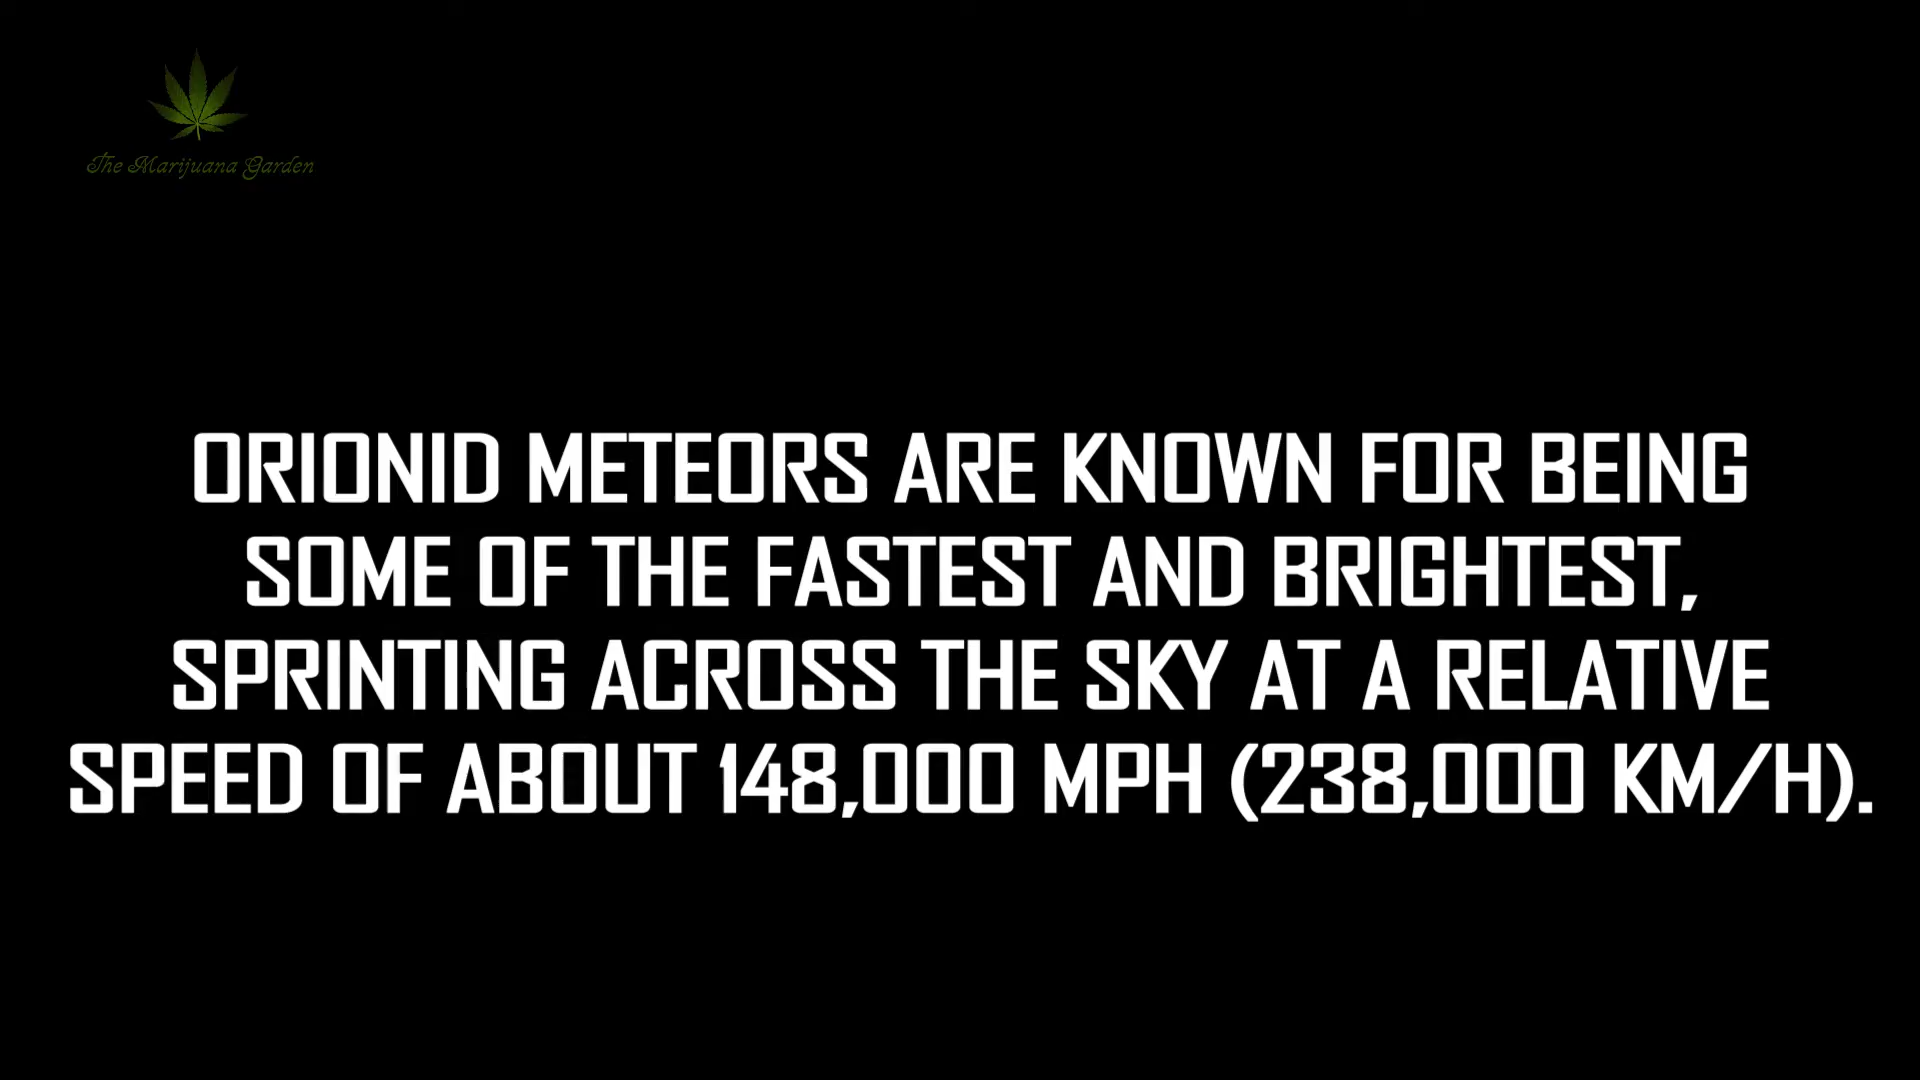 The Marijuana Garden
ORIONID METEORS ARE KNOWN FOR BEING
SOME OF THE FASTEST AND BRIGHTEST,
SPRINTING ACROSS THE SKY AT A RELATIVE
SPEED OF ABOUT 148,000 MPH (238,000 KM/H).